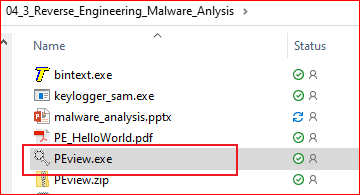 04_3_Reverse_Engineering_Malware_Anlysis
Name Status
bintext.exe
keylogger_sam.exe
malware_analysis.pptx
PE_HelloWorld.pdf
PEview.exe
PEview.zip